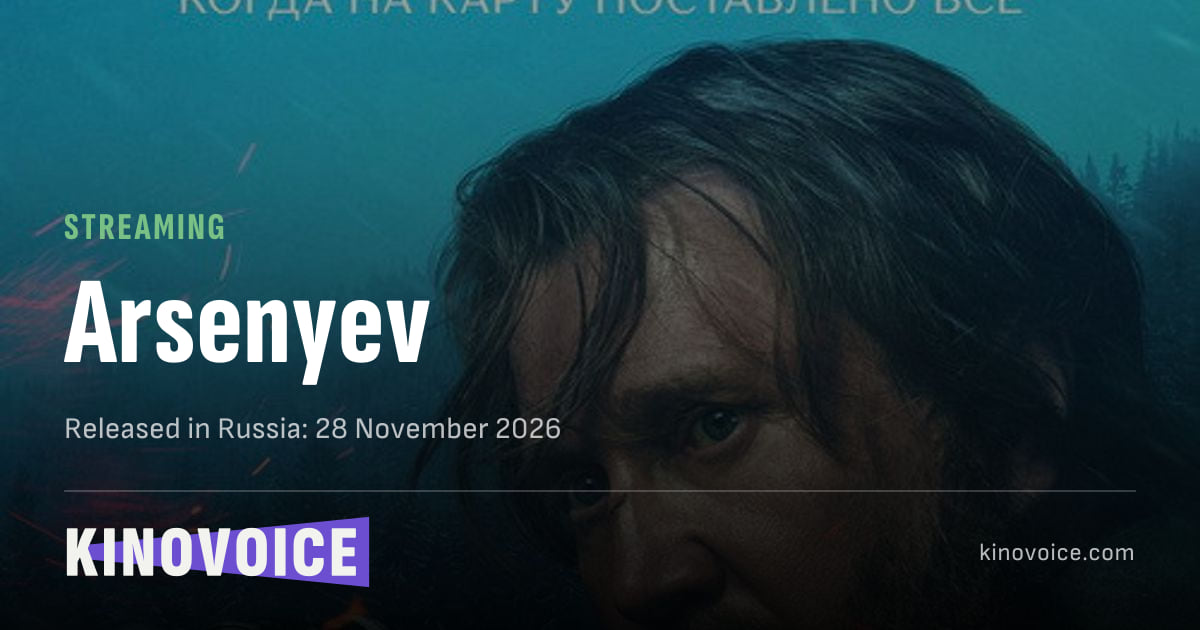 КОГДА НА КАРТУ ПОСТАВЛЕНО ВСЕ
STREAMING
Arsenyev
Released in Russia: 28 November 2026
KINOVOICE
kinovoice.com